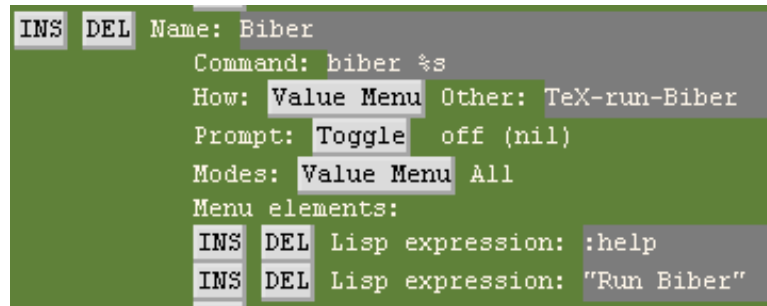 INS DEL Name: Biber
Command: biber %s
How: Value Menu Other: TeX-run-Biber
Prompt: Toggle off (nil)
Modes: Value Menu All
Menu elements:
INS DEL Lisp expression: :help
INS DEL Lisp expression: "Run Biber"